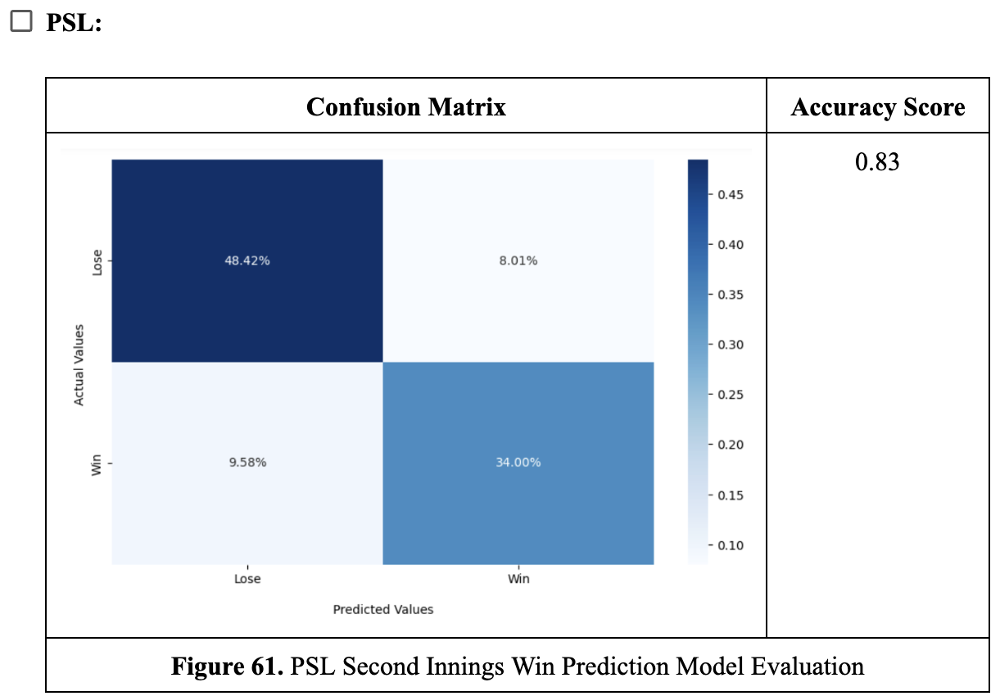 PSL:
Confusion Matrix
Accuracy Score
0.83
Lose
48.42%
8.01%
Actual Values
Win
9.58%
34.00%
Lose
Win
Predicted Values
0.45
0.40
0.35
0.30
0.25
0.20
0.15
0.10
Figure 61. PSL Second Innings Win Prediction Model Evaluation